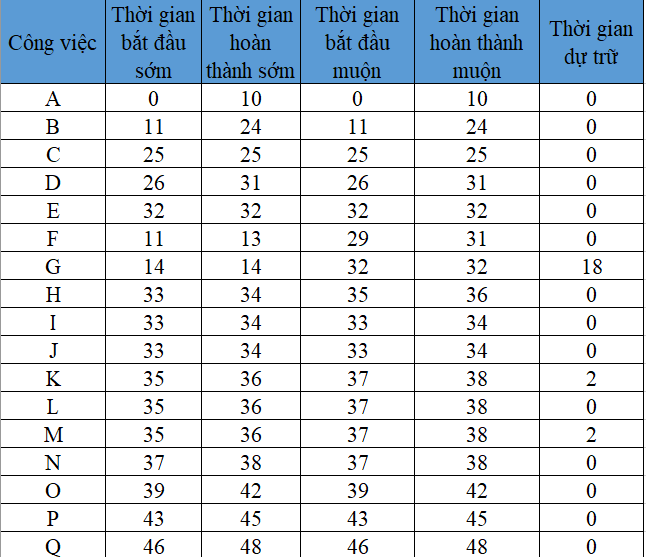 Công việc Thời gian bắt đầu sớm Thời gian hoàn thành sớm Thời gian bắt đầu muộn Thời gian hoàn thành muộn Thời gian dự trữ
A 0 10 0 10 0
B 11 24 11 24 0
C 25 25 25 25 0
D 26 31 26 31 0
E 32 32 32 32 0
F 11 13 29 31 0
G 14 14 32 32 18
H 33 34 35 36 0
I 33 34 33 34 0
J 33 34 33 34 0
K 35 36 37 38 2
L 35 36 37 38 0
M 35 36 37 38 2
N 37 38 37 38 0
O 39 42 39 42 0
P 43 45 43 45 0
Q 46 48 46 48 0